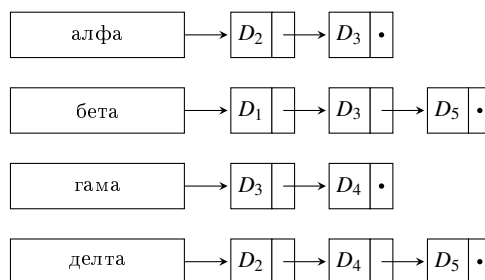 алфа D₂ D₃
бета D₁ D₃ D₅
гама D₃ D₄
делта D₂ D₄ D₅